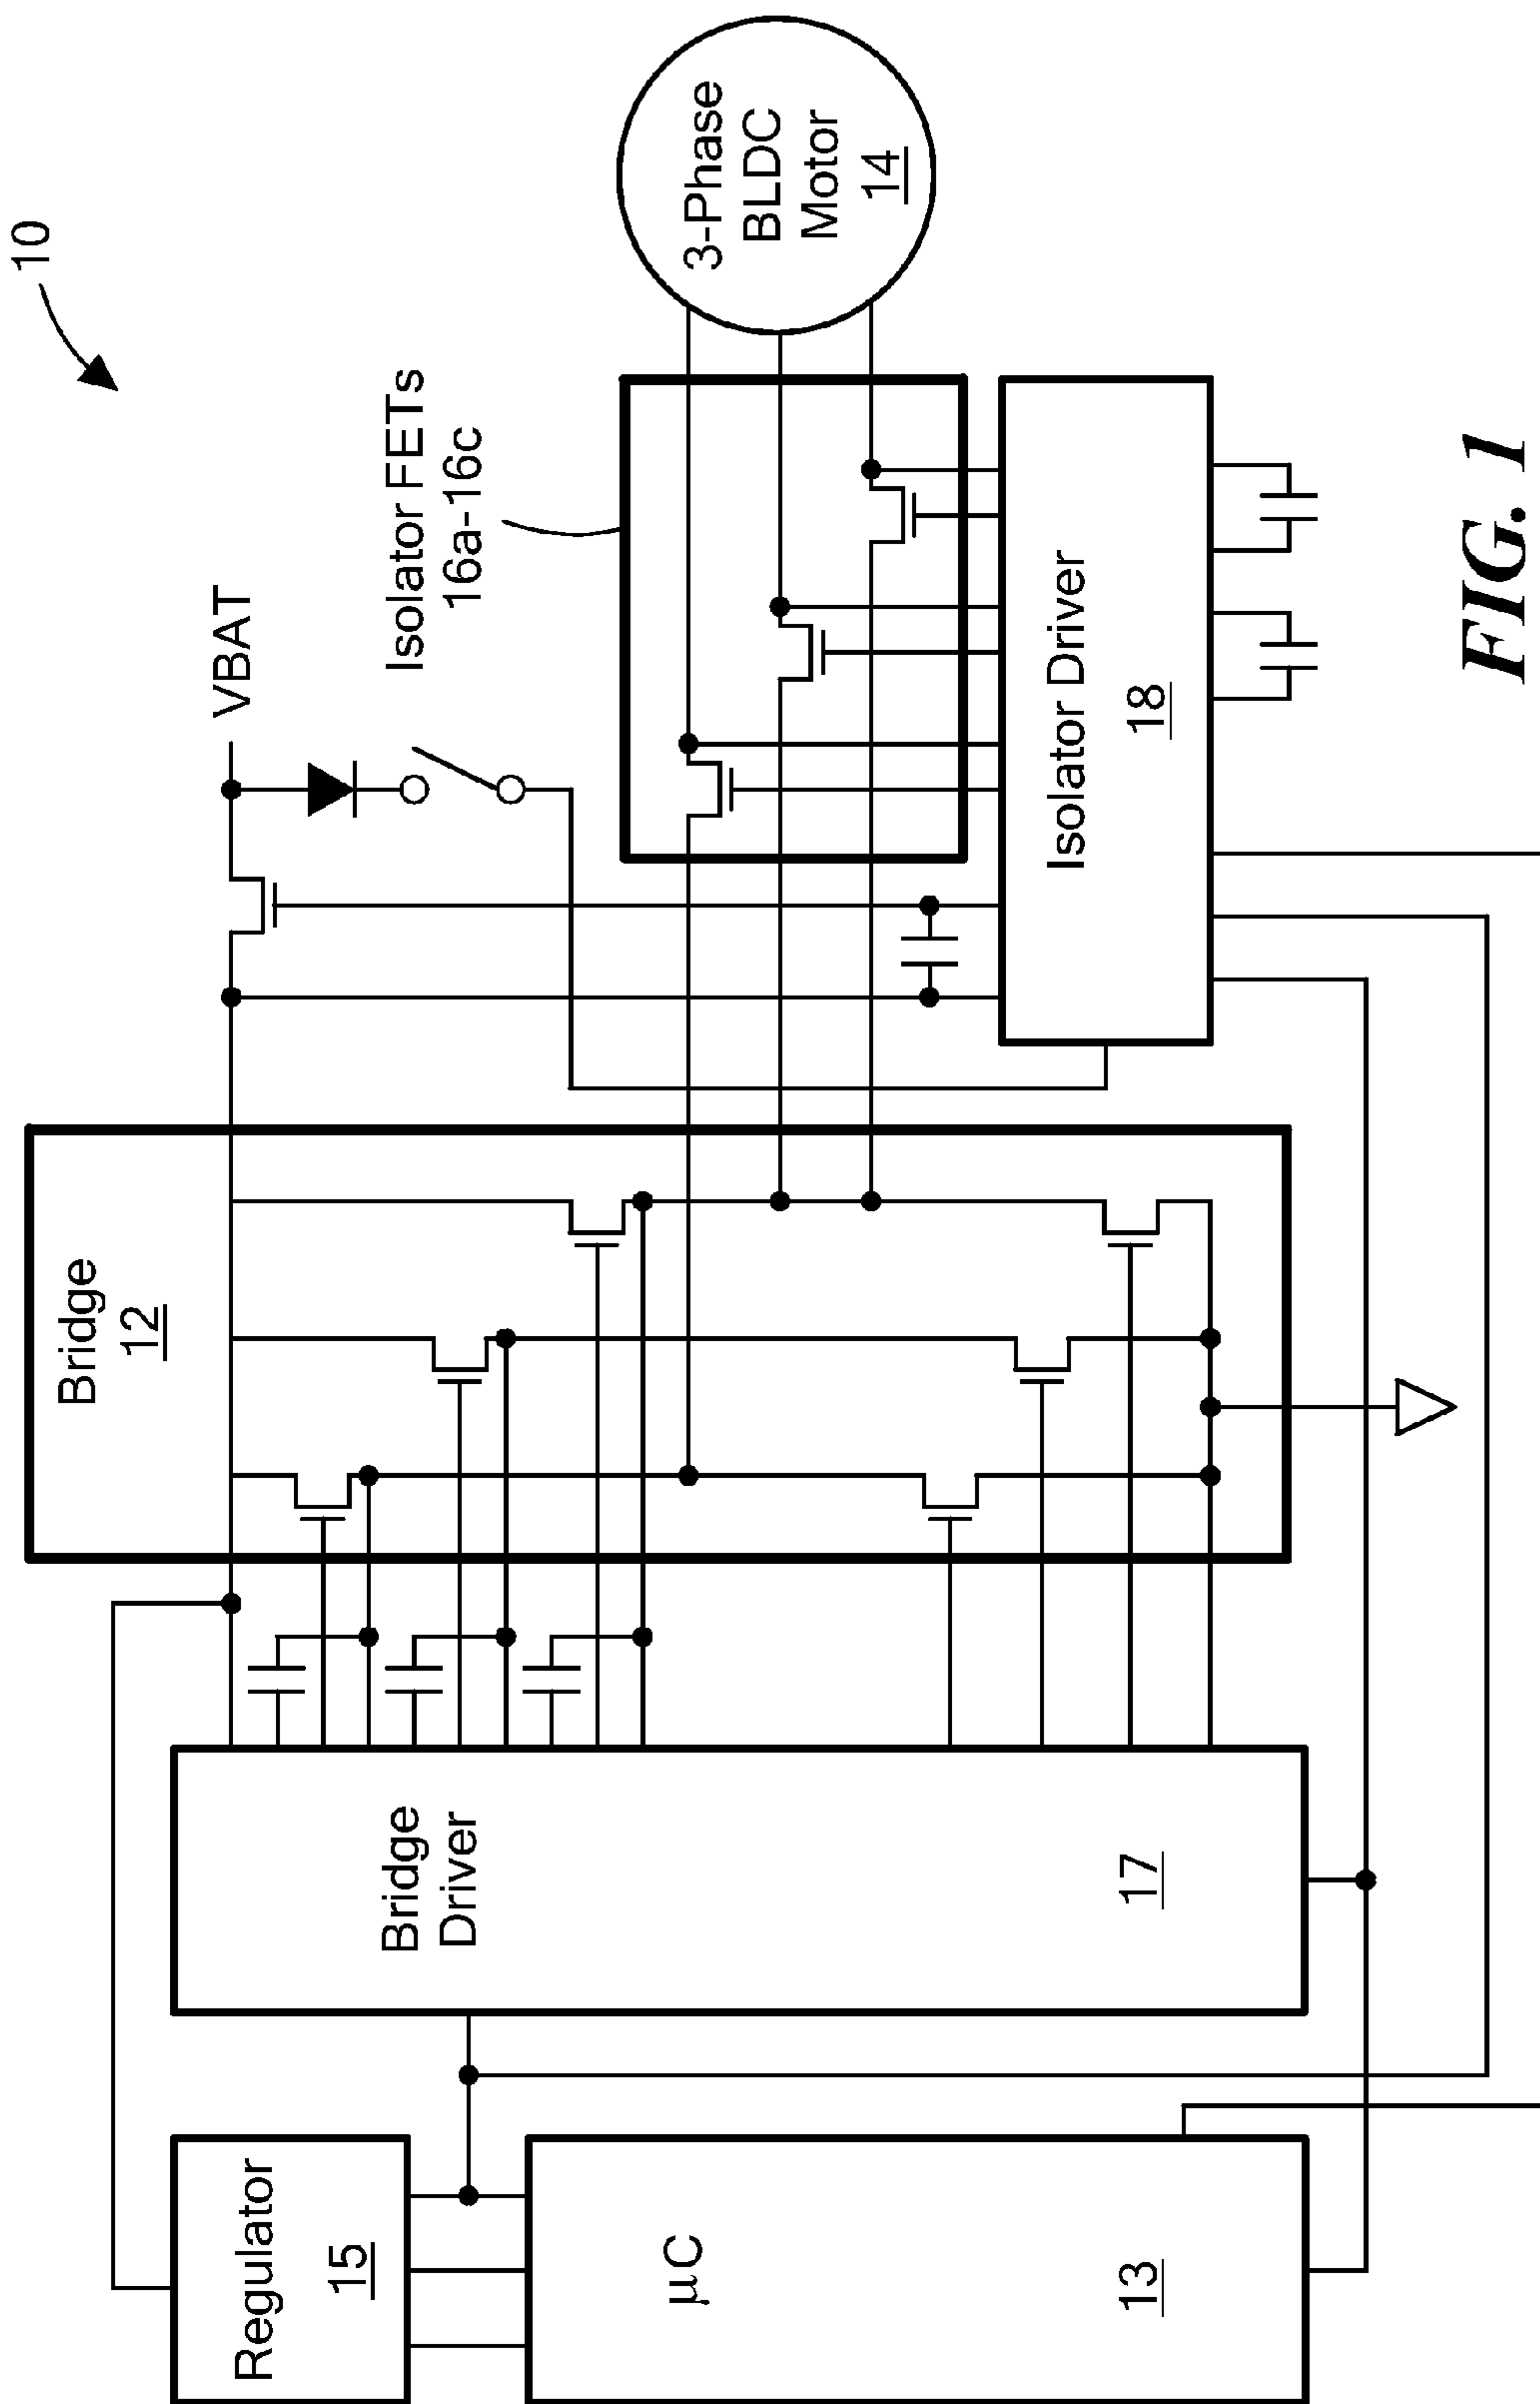 10
VBAT
Isolator FETs
16a-16c
3-Phase
BLDC
Motor
14
Bridge
12
Regulator
15
Bridge
Driver
17
µC
13
Isolator Driver
18
FIG. 1